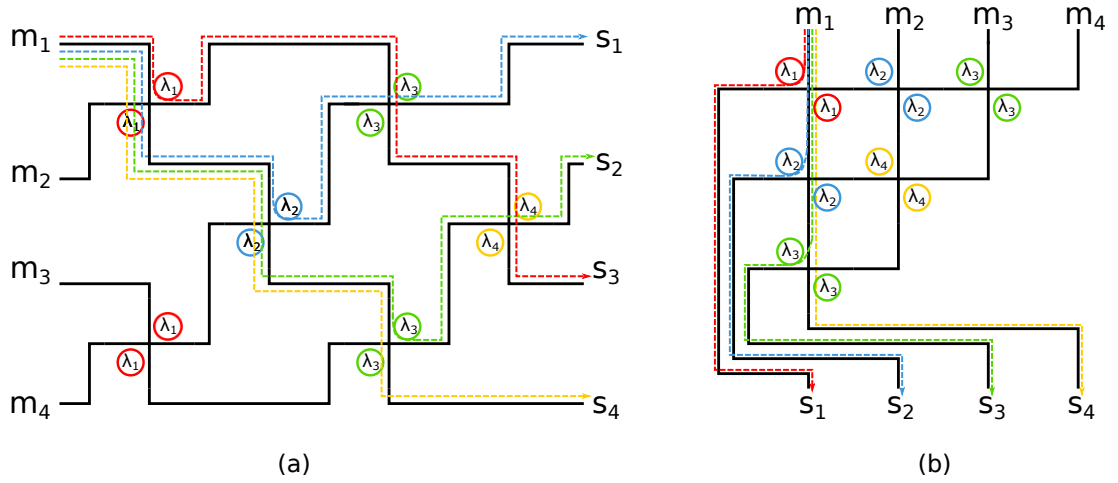 m1
m2
m3
m4
λ1
λ1
λ1
λ1
λ2
λ2
λ3
λ3
λ3
λ3
λ4
λ4
s1
s2
s3
s4
(a)
m1 m2 m3 m4
λ1 λ2 λ3
λ1 λ2 λ3
λ2 λ4
λ2 λ4
λ3
λ3
s1 s2 s3 s4
(b)